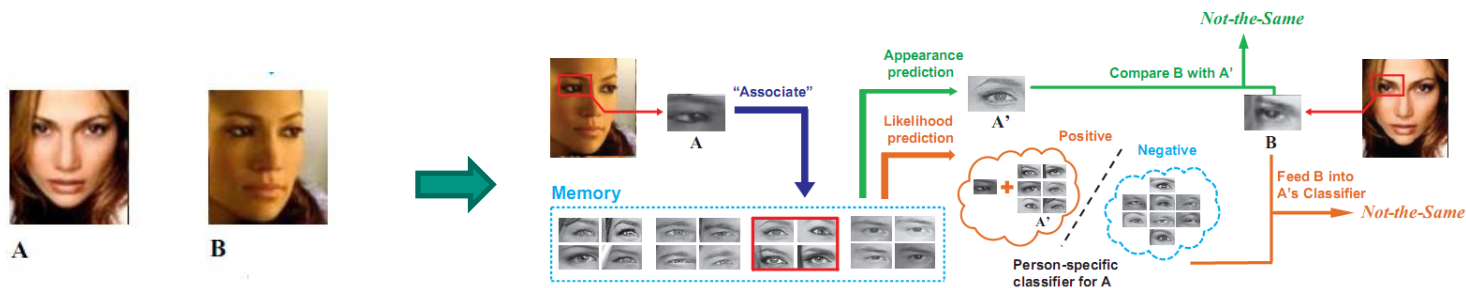 A
B
Not-the-Same
Appearance
prediction
Compare B with A'
"Associate"
A
A'
B
Likelihood
prediction
Positive
Negative
Memory
A'
Feed B into
A's Classifier
Not-the-Same
Person-specific
classifier for A